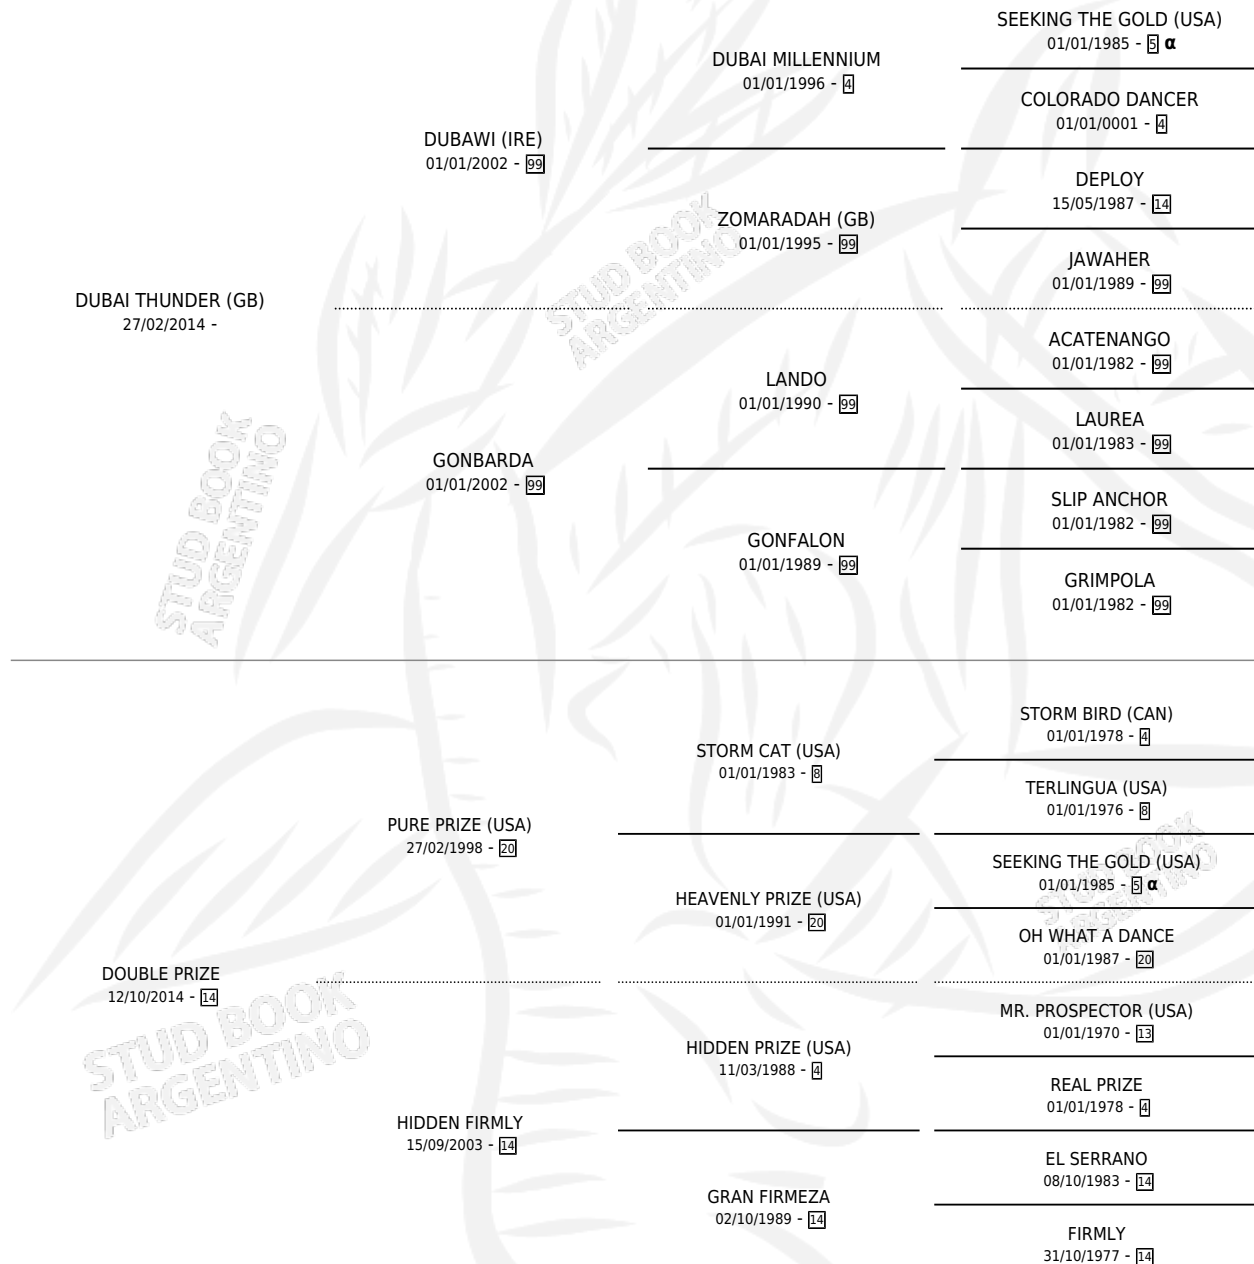 SEEKING THE GOLD (USA)
01/01/1985 - 5 α
DUBAI MILLENNIUM
01/01/1996 - 4
COLORADO DANCER
01/01/0001 - 4
DUBAWI (IRE)
01/01/2002 - 99
DEPLOY
15/05/1987 - 14
ZOMARADAH (GB)
01/01/1995 - 99
JAWAHER
01/01/1989 - 99
DUBAI THUNDER (GB)
27/02/2014 -
ACATENANGO
01/01/1982 - 99
LANDO
01/01/1990 - 99
LAUREA
01/01/1983 - 99
GONBARDA
01/01/2002 - 99
SLIP ANCHOR
01/01/1982 - 99
GONFALON
01/01/1989 - 99
GRIMPOLA
01/01/1982 - 99
STORM BIRD (CAN)
01/01/1978 - 4
STORM CAT (USA)
01/01/1983 - 8
TERLINGUA (USA)
01/01/1976 - 8
PURE PRIZE (USA)
27/02/1998 - 20
SEEKING THE GOLD (USA)
01/01/1985 - 5 α
HEAVENLY PRIZE (USA)
01/01/1991 - 20
OH WHAT A DANCE
01/01/1987 - 20
DOUBLE PRIZE
12/10/2014 - 14
MR. PROSPECTOR (USA)
01/01/1970 - 13
HIDDEN PRIZE (USA)
11/03/1988 - 4
REAL PRIZE
01/01/1978 - 4
HIDDEN FIRMLY
15/09/2003 - 14
EL SERRANO
08/10/1983 - 14
GRAN FIRMEZA
02/10/1989 - 14
FIRMLY
31/10/1977 - 14
STUD BOOK
ARGENTINO
STUD BOOK
ARGENTINO
STUD BOOK
ARGENTINO
STUD BOOK
ARGENTINO